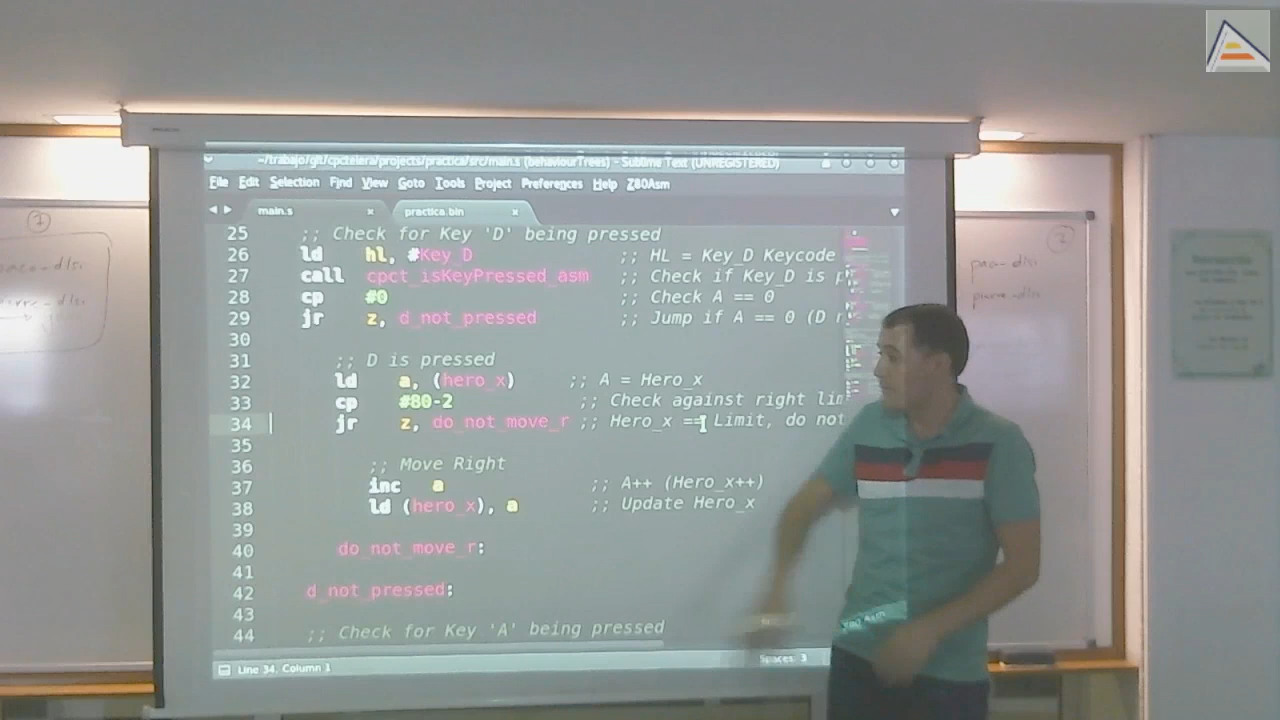 ~/trabajo/git/cpctelera/projects/practica/src/main.s (behaviourTrees) - Sublime Text (UNREGISTERED)
File Edit Selection Find View Goto Tools Project Preferences Help Z80Asm
main.s × practica.bin ×
25 ;; Check for Key 'D' being pressed
26 ld hl, #Key_D ;; HL = Key_D Keycode
27 call cpct_isKeyPressed_asm ;; Check if Key_D is p
28 cp #0 ;; Check A == 0
29 jr z, d_not_pressed ;; Jump if A == 0 (D n
30
31 ;; D is pressed
32 ld a, (hero_x) ;; A = Hero_x
33 cp #80-2 ;; Check against right lim
34 jr z, do_not_move_r ;; Hero_x == Limit, do not
35
36 ;; Move Right
37 inc a ;; A++ (Hero_x++)
38 ld (hero_x), a ;; Update Hero_x
39
40 do_not_move_r:
41
42 d_not_pressed:
43
44 ;; Check for Key 'A' being pressed
Line 34, Column 1
Spaces: 3